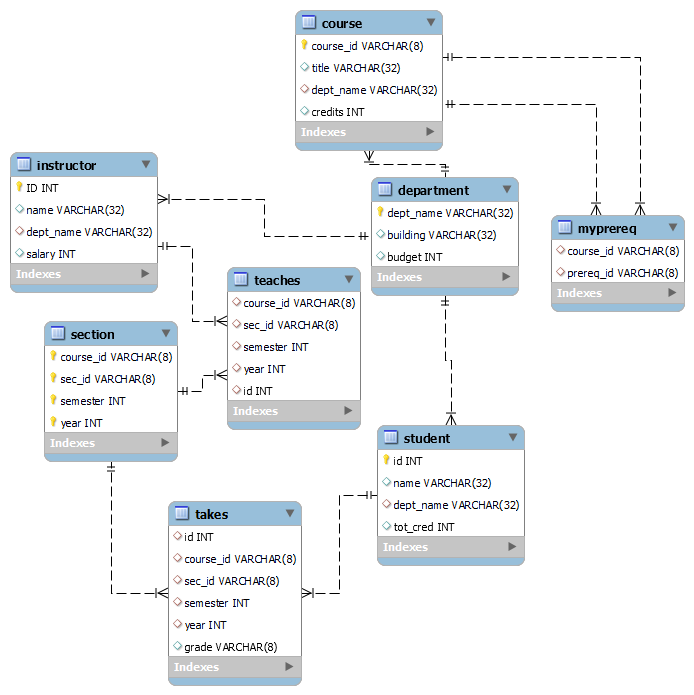 course
course_id VARCHAR(8)
title VARCHAR(32)
dept_name VARCHAR(32)
credits INT
Indexes
instructor
ID INT
name VARCHAR(32)
dept_name VARCHAR(32)
salary INT
Indexes
department
dept_name VARCHAR(32)
building VARCHAR(32)
budget INT
Indexes
myprereq
course_id VARCHAR(8)
prereq_id VARCHAR(8)
Indexes
teaches
course_id VARCHAR(8)
sec_id VARCHAR(8)
semester INT
year INT
id INT
Indexes
section
course_id VARCHAR(8)
sec_id VARCHAR(8)
semester INT
year INT
Indexes
student
id INT
name VARCHAR(32)
dept_name VARCHAR(32)
tot_cred INT
Indexes
takes
id INT
course_id VARCHAR(8)
sec_id VARCHAR(8)
semester INT
year INT
grade VARCHAR(8)
Indexes